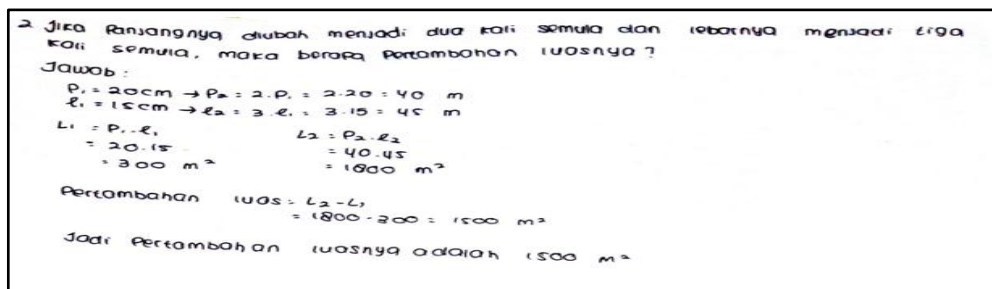 2 Jika Panjangnya diubah menjadi dua kali semula dan lebarnya menjadi tiga
kali semula, maka berapa Pertambahan luasnya?
Jawab:
P₁ = 20cm → P₂ = 2.P₁ = 2.20 = 40 m
l₁ = 15cm → l₂ = 3.l₁ = 3.15 = 45 m
L₁ = P₁.l₁ L₂ = P₂.l₂
= 20.15 = 40.45
= 300 m² = 1800 m²
Pertambahan luas = L₂-L₁
= 1800-300 = 1500 m²
Jadi Pertambahan luasnya adalah 1500 m²